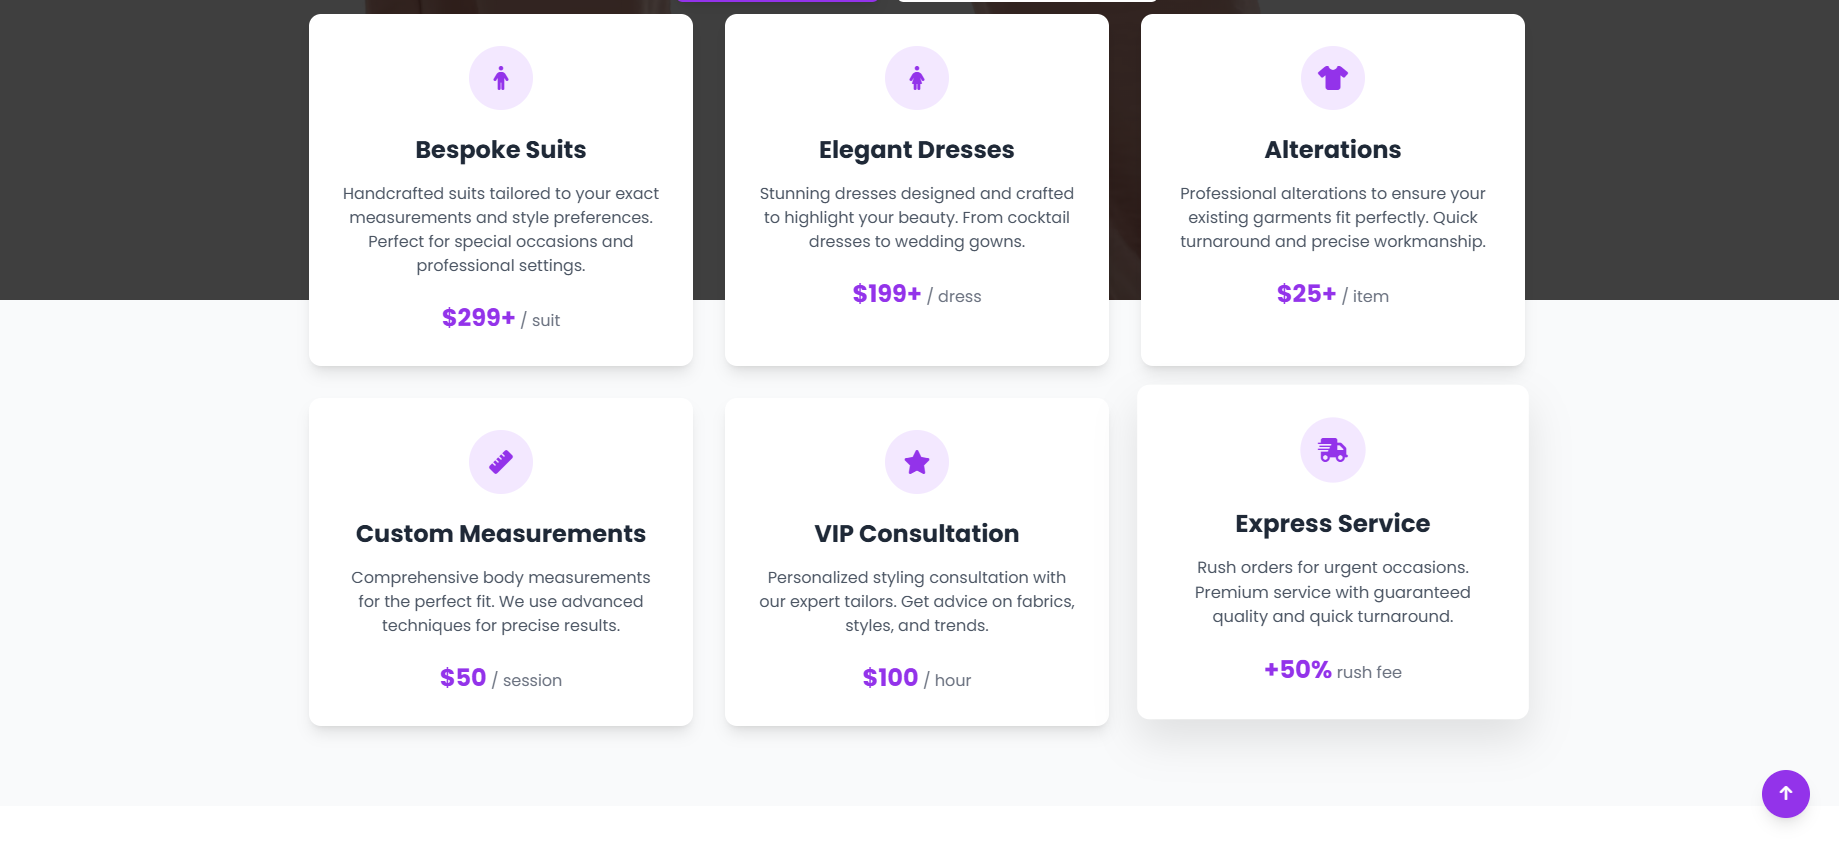 Bespoke Suits
Handcrafted suits tailored to your exact
measurements and style preferences.
Perfect for special occasions and
professional settings.
$299+ / suit
Elegant Dresses
Stunning dresses designed and crafted
to highlight your beauty. From cocktail
dresses to wedding gowns.
$199+ / dress
Alterations
Professional alterations to ensure your
existing garments fit perfectly. Quick
turnaround and precise workmanship.
$25+ / item
Custom Measurements
Comprehensive body measurements
for the perfect fit. We use advanced
techniques for precise results.
$50 / session
VIP Consultation
Personalized styling consultation with
our expert tailors. Get advice on fabrics,
styles, and trends.
$100 / hour
Express Service
Rush orders for urgent occasions.
Premium service with guaranteed
quality and quick turnaround.
+50% rush fee